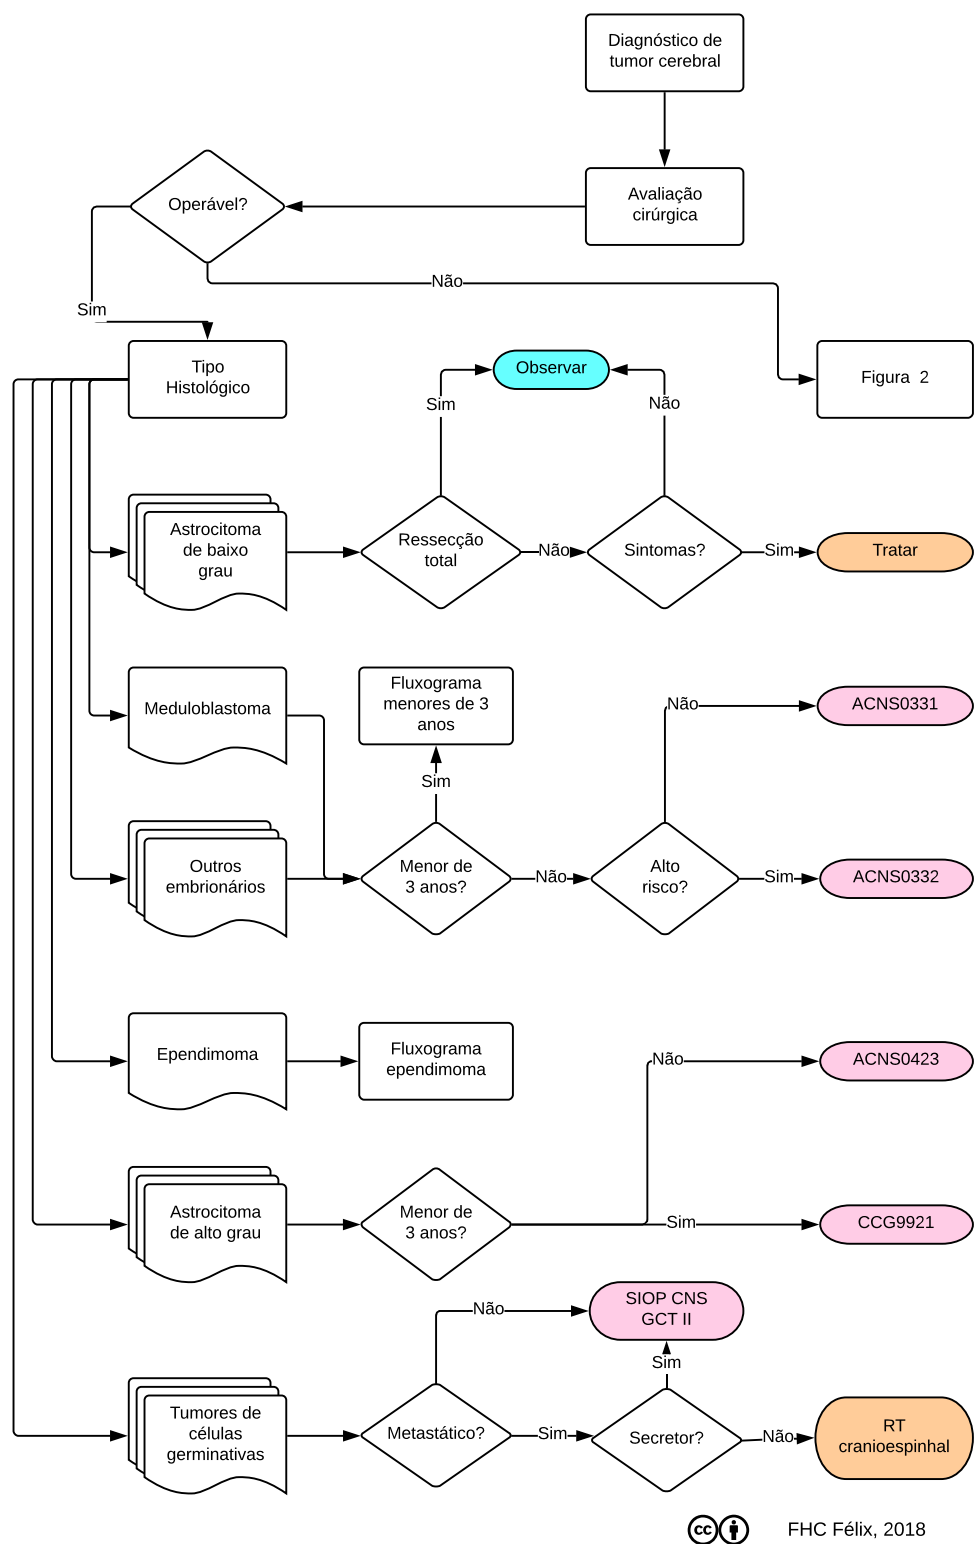 Diagnóstico de
tumor cerebral
Avaliação
cirúrgica
Operável?
Não
Sim
Tipo
Histológico
Observar
Figura 2
Sim
Não
Astrocitoma
de baixo
grau
Ressecção
total
Não
Sintomas?
Sim
Tratar
Meduloblastoma
Fluxograma
menores de 3
anos
Não
ACNS0331
Sim
Outros
embrionários
Menor de
3 anos?
Não
Alto
risco?
Sim
ACNS0332
Ependimoma
Fluxograma
ependimoma
Não
ACNS0423
Astrocitoma
de alto grau
Menor de
3 anos?
Sim
CCG9921
Não
SIOP CNS
GCT II
Sim
Tumores de
células
germinativas
Metastático?
Sim
Secretor?
Não
RT
cranioespinhal
cc
FHC Félix, 2018